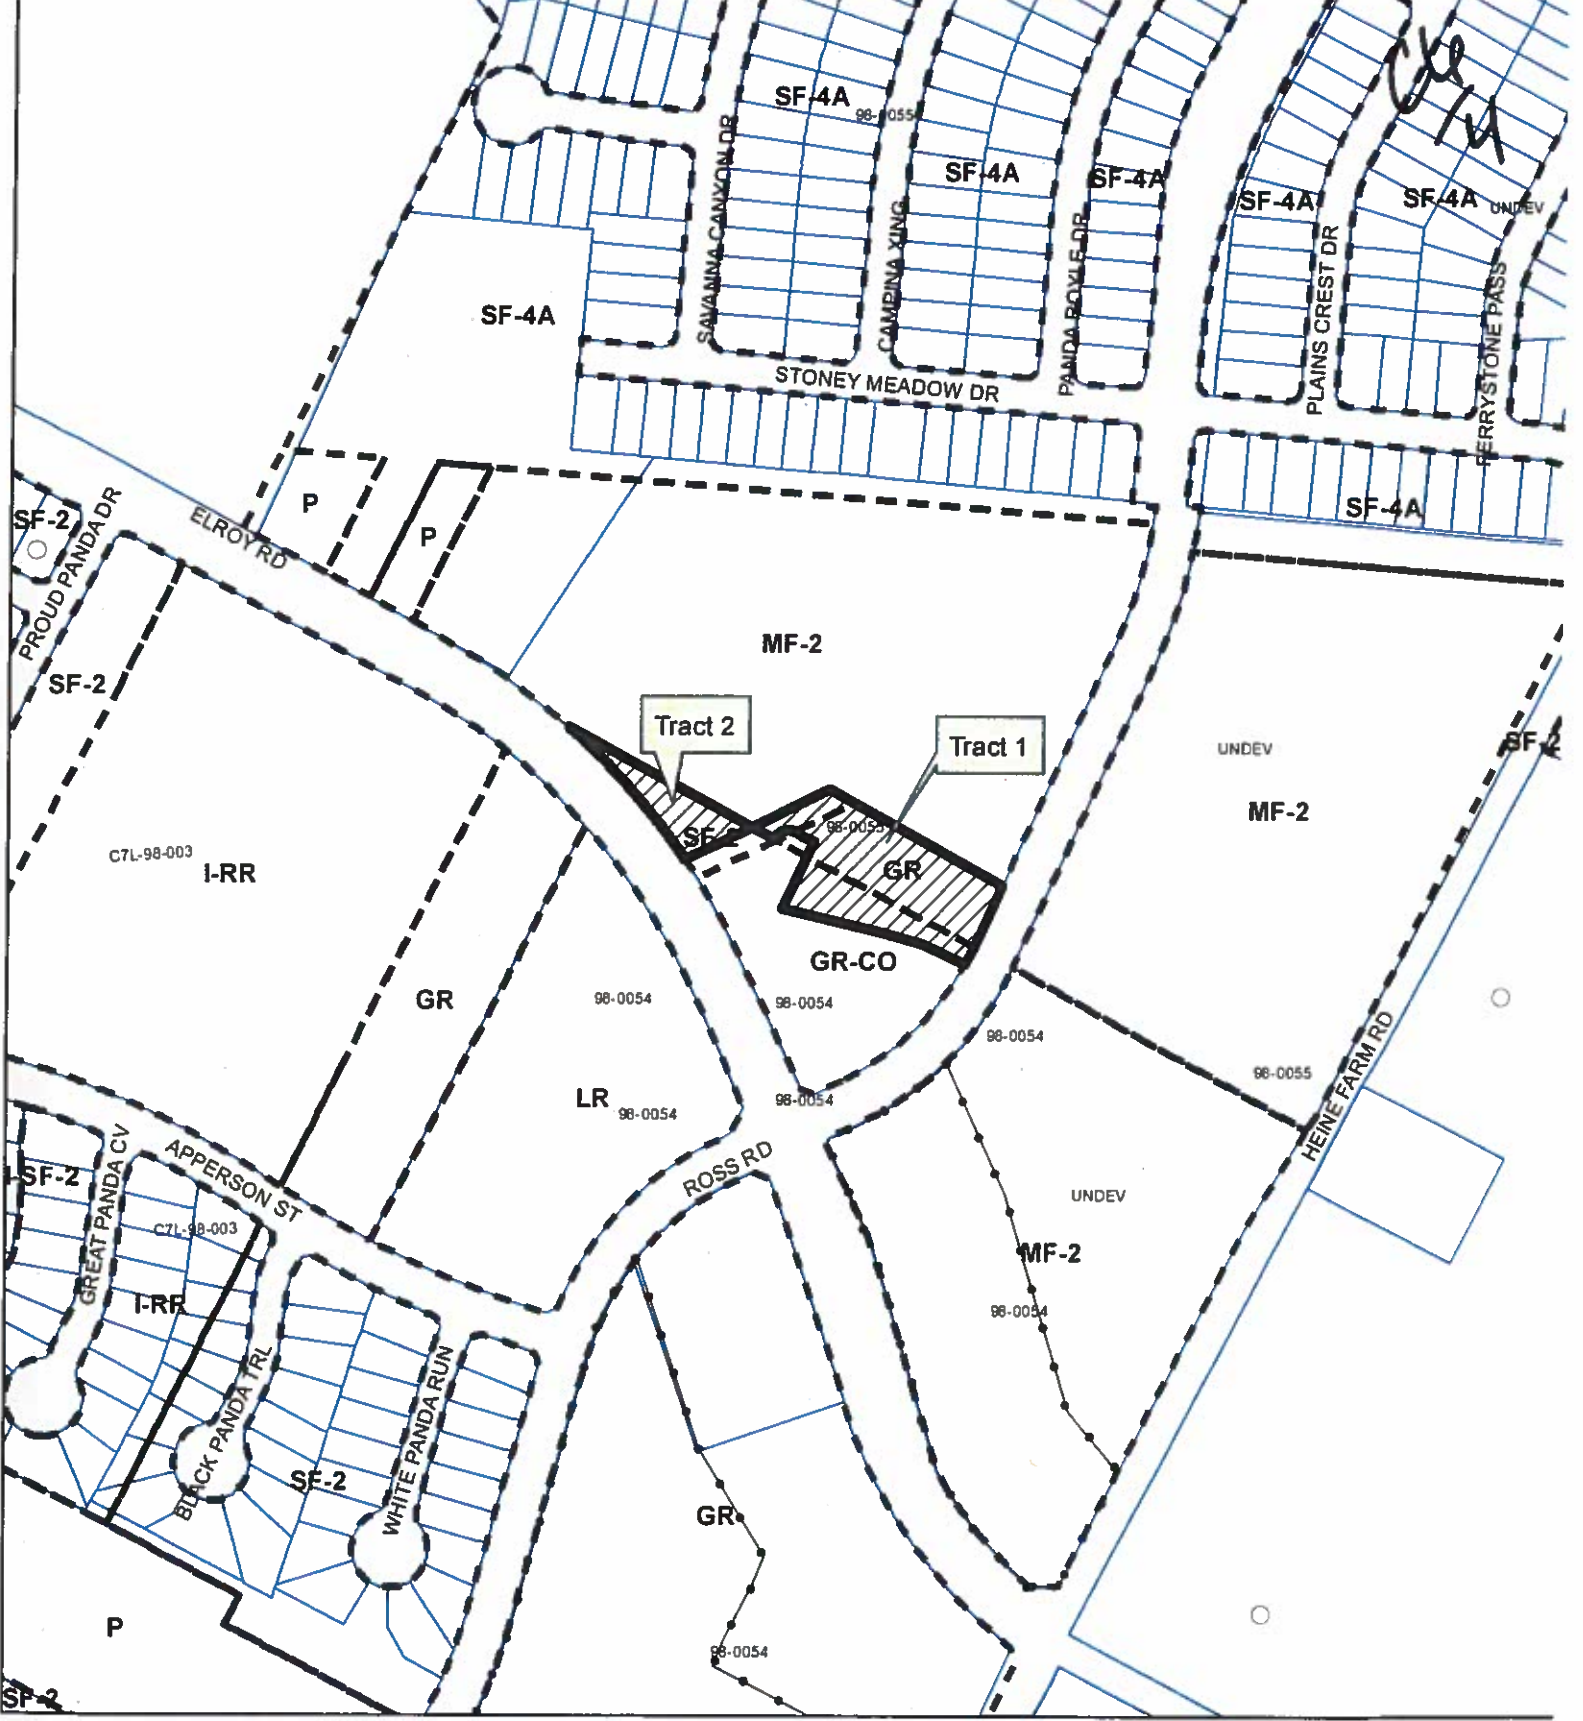 SF-4A
98-0055
SF-4A
SF-4A
SF-4A
SF-4A
UNDEV
SAVANNA CANYON DR
CAMPINA XING
PANDA ROYLE DR
PLAINS CREST DR
PERRYSTONE PASS
SF-4A
STONEY MEADOW DR
SF-4A
P
P
ELROY RD
SF-2
PROUD PANDA DR
SF-2
MF-2
Tract 2
Tract 1
UNDEV
SF-2
MF-2
SF-2
98-0055
GR
C7L-98-003
I-RR
GR-CO
GR
98-0054
98-0054
98-0054
98-0055
HEINE FARM RD
LR
98-0054
98-0054
ROSS RD
APPERSON ST
I-SF-2
GREAT PANDA CV
C7L-98-003
I-RR
UNDEV
MF-2
98-0054
BLACK PANDA TRL
WHITE PANDA RUN
SF-2
GR
P
98-0054
SF-2